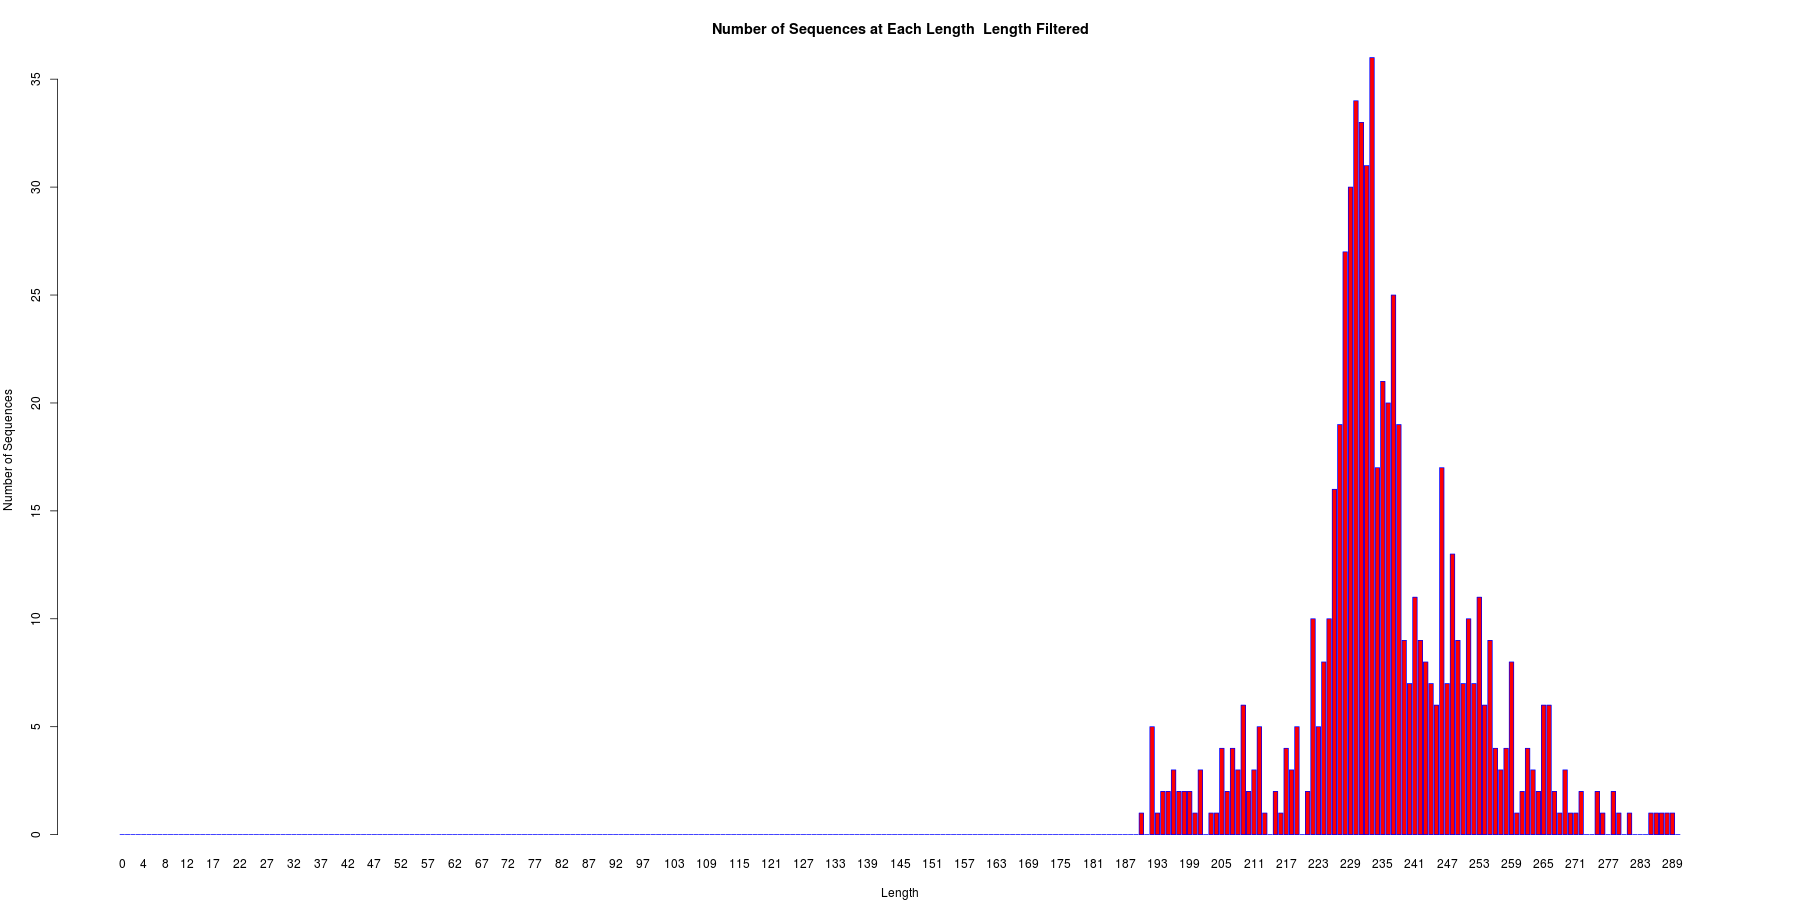 Number of Sequences at Each Length  Length Filtered
35
30
25
20
15
10
5
0
Number of Sequences
0 4 8 12 17 22 27 32 37 42 47 52 57 62 67 72 77 82 87 92 97 103 109 115 121 127 133 139 145 151 157 163 169 175 181 187 193 199 205 211 217 223 229 235 241 247 253 259 265 271 277 283 289
Length